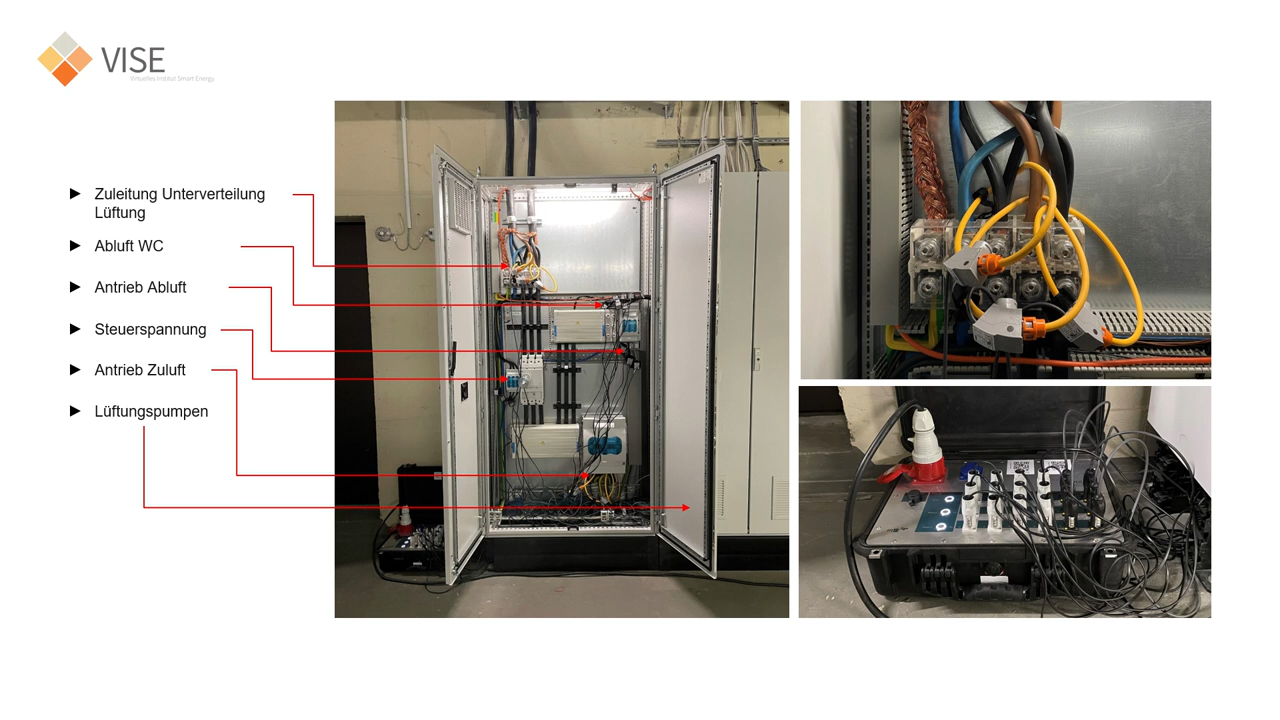 VISE
Virtuelles Institut Smart Energy
Zuleitung Unterverteilung
Lüftung
Abluft WC
Antrieb Abluft
Steuerspannung
Antrieb Zuluft
Lüftungspumpen